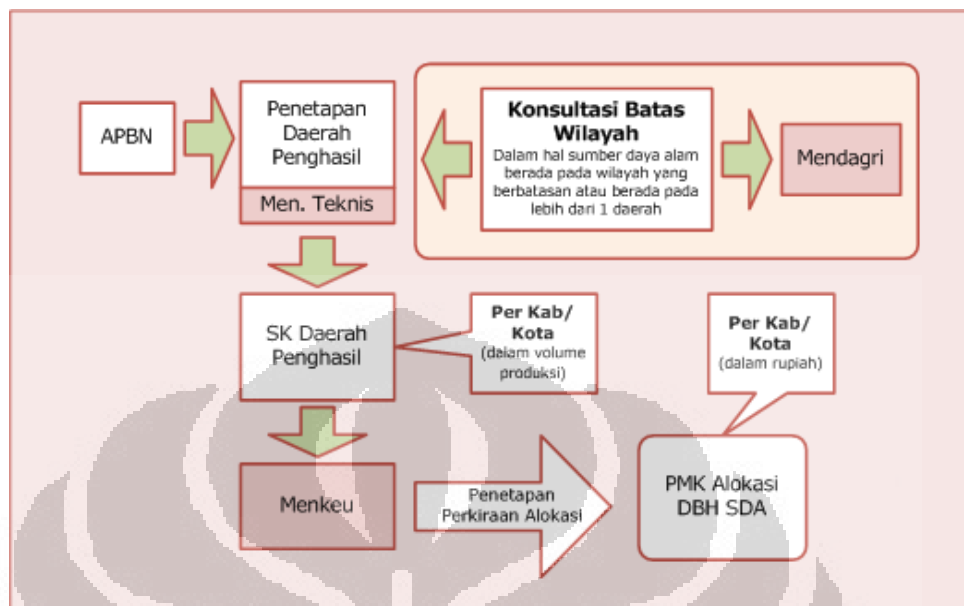 APBN
Penetapan
Daerah
Penghasil
Men. Teknis
Konsultasi Batas
Wilayah
Dalam hal sumber daya alam
berada pada wilayah yang
berbatasan atau berada pada
lebih dari 1 daerah
Mendagri
SK Daerah
Penghasil
Per Kab/
Kota
(dalam volume
produksi)
Per Kab/
Kota
(dalam rupiah)
Menkeu
Penetapan
Perkiraan Alokasi
PMK Alokasi
DBH SDA